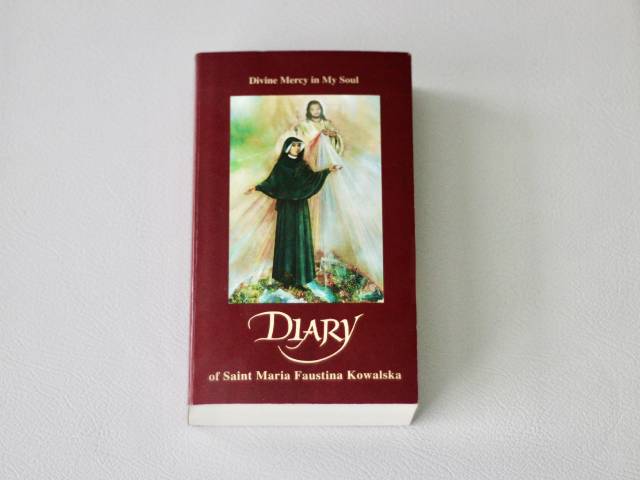 Divine Mercy in My Soul
DIARY
of Saint Maria Faustina Kowalska